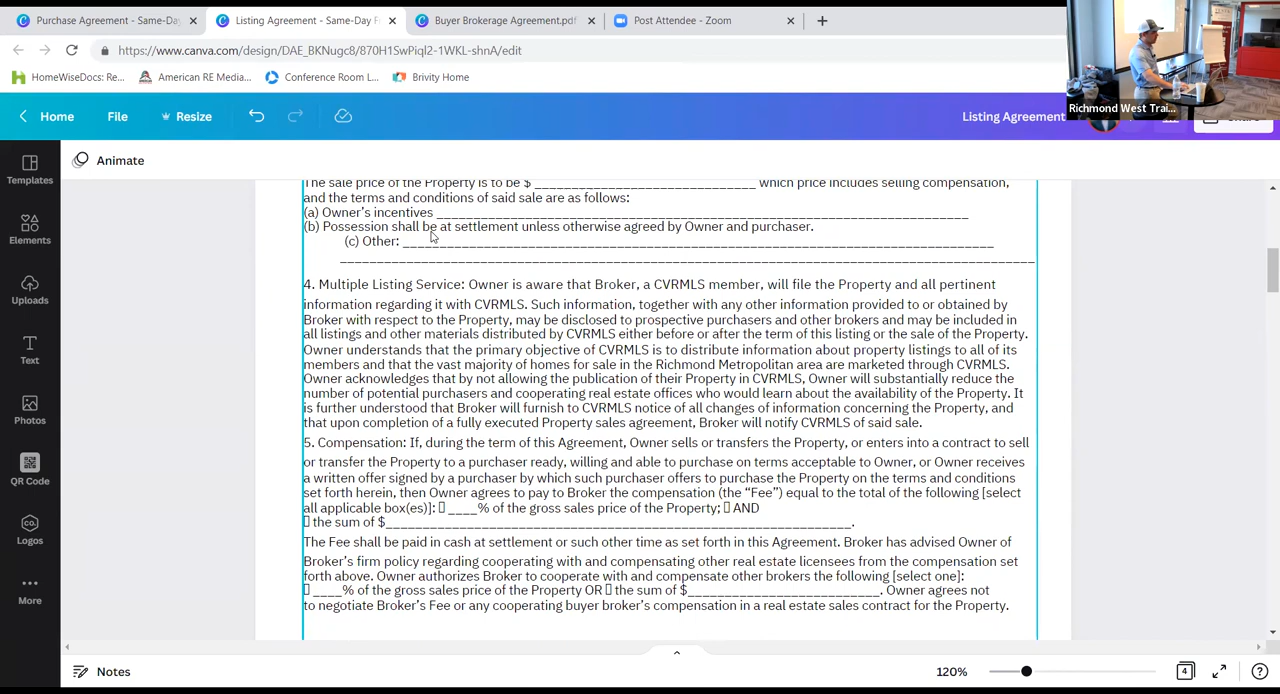 Purchase Agreement - Same-Day
Listing Agreement - Same-Day F
Buyer Brokerage Agreement.pdf
Post Attendee - Zoom
https://www.canva.com/design/DAE_BKNugc8/870H1SwPiqI2-1WKL-shnA/edit
HomeWiseDocs: Re...
American RE Media...
Conference Room L...
Brivity Home
Richmond West Trai...
Home
File
Resize
Listing Agreement
Templates
Elements
Uploads
Text
Photos
QR Code
Logos
More
Animate
The sale price of the Property is to be $ ______________________________ which price includes selling compensation,
and the terms and conditions of said sale are as follows:
(a) Owner's incentives ________________________________________________________________________
(b) Possession shall be at settlement unless otherwise agreed by Owner and purchaser.
(c) Other: ________________________________________________________________________________
______________________________________________________________________________________________
4. Multiple Listing Service: Owner is aware that Broker, a CVRMLS member, will file the Property and all pertinent
information regarding it with CVRMLS. Such information, together with any other information provided to or obtained by
Broker with respect to the Property, may be disclosed to prospective purchasers and other brokers and may be included in
all listings and other materials distributed by CVRMLS either before or after the term of this listing or the sale of the Property.
Owner understands that the primary objective of CVRMLS is to distribute information about property listings to all of its
members and that the vast majority of homes for sale in the Richmond Metropolitan area are marketed through CVRMLS.
Owner acknowledges that by not allowing the publication of their Property in CVRMLS, Owner will substantially reduce the
number of potential purchasers and cooperating real estate offices who would learn about the availability of the Property. It
is further understood that Broker will furnish to CVRMLS notice of all changes of information concerning the Property, and
that upon completion of a fully executed Property sales agreement, Broker will notify CVRMLS of said sale.
5. Compensation: If, during the term of this Agreement, Owner sells or transfers the Property, or enters into a contract to sell
or transfer the Property to a purchaser ready, willing and able to purchase on terms acceptable to Owner, or Owner receives
a written offer signed by a purchaser by which such purchaser offers to purchase the Property on the terms and conditions
set forth herein, then Owner agrees to pay to Broker the compensation (the “Fee”) equal to the total of the following [select
all applicable box(es)]: ▯ ____% of the gross sales price of the Property; ▯ AND
▯ the sum of $_______________________________________________________________.
The Fee shall be paid in cash at settlement or such other time as set forth in this Agreement. Broker has advised Owner of
Broker's firm policy regarding cooperating with and compensating other real estate licensees from the compensation set
forth above. Owner authorizes Broker to cooperate with and compensate other brokers the following [select one]:
▯ ____% of the gross sales price of the Property OR ▯ the sum of $__________________________. Owner agrees not
to negotiate Broker's Fee or any cooperating buyer broker's compensation in a real estate sales contract for the Property.
Notes
120%
4